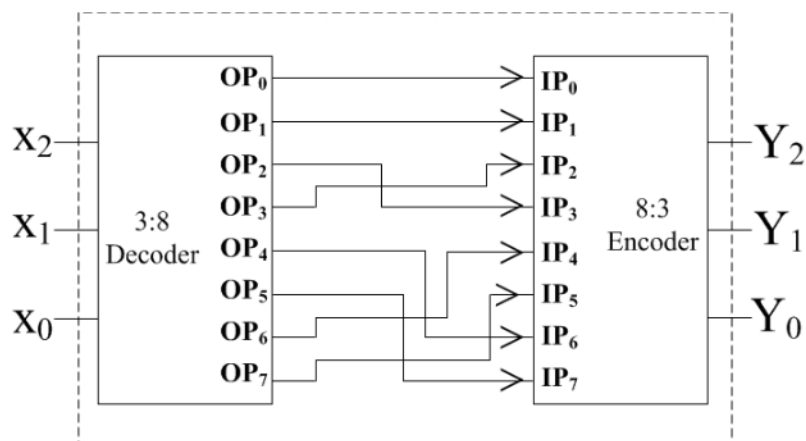 X₂
X₁
X₀
3:8
Decoder
OP₀
OP₁
OP₂
OP₃
OP₄
OP₅
OP₆
OP₇
IP₀
IP₁
IP₂
IP₃
IP₄
IP₅
IP₆
IP₇
8:3
Encoder
Y₂
Y₁
Y₀